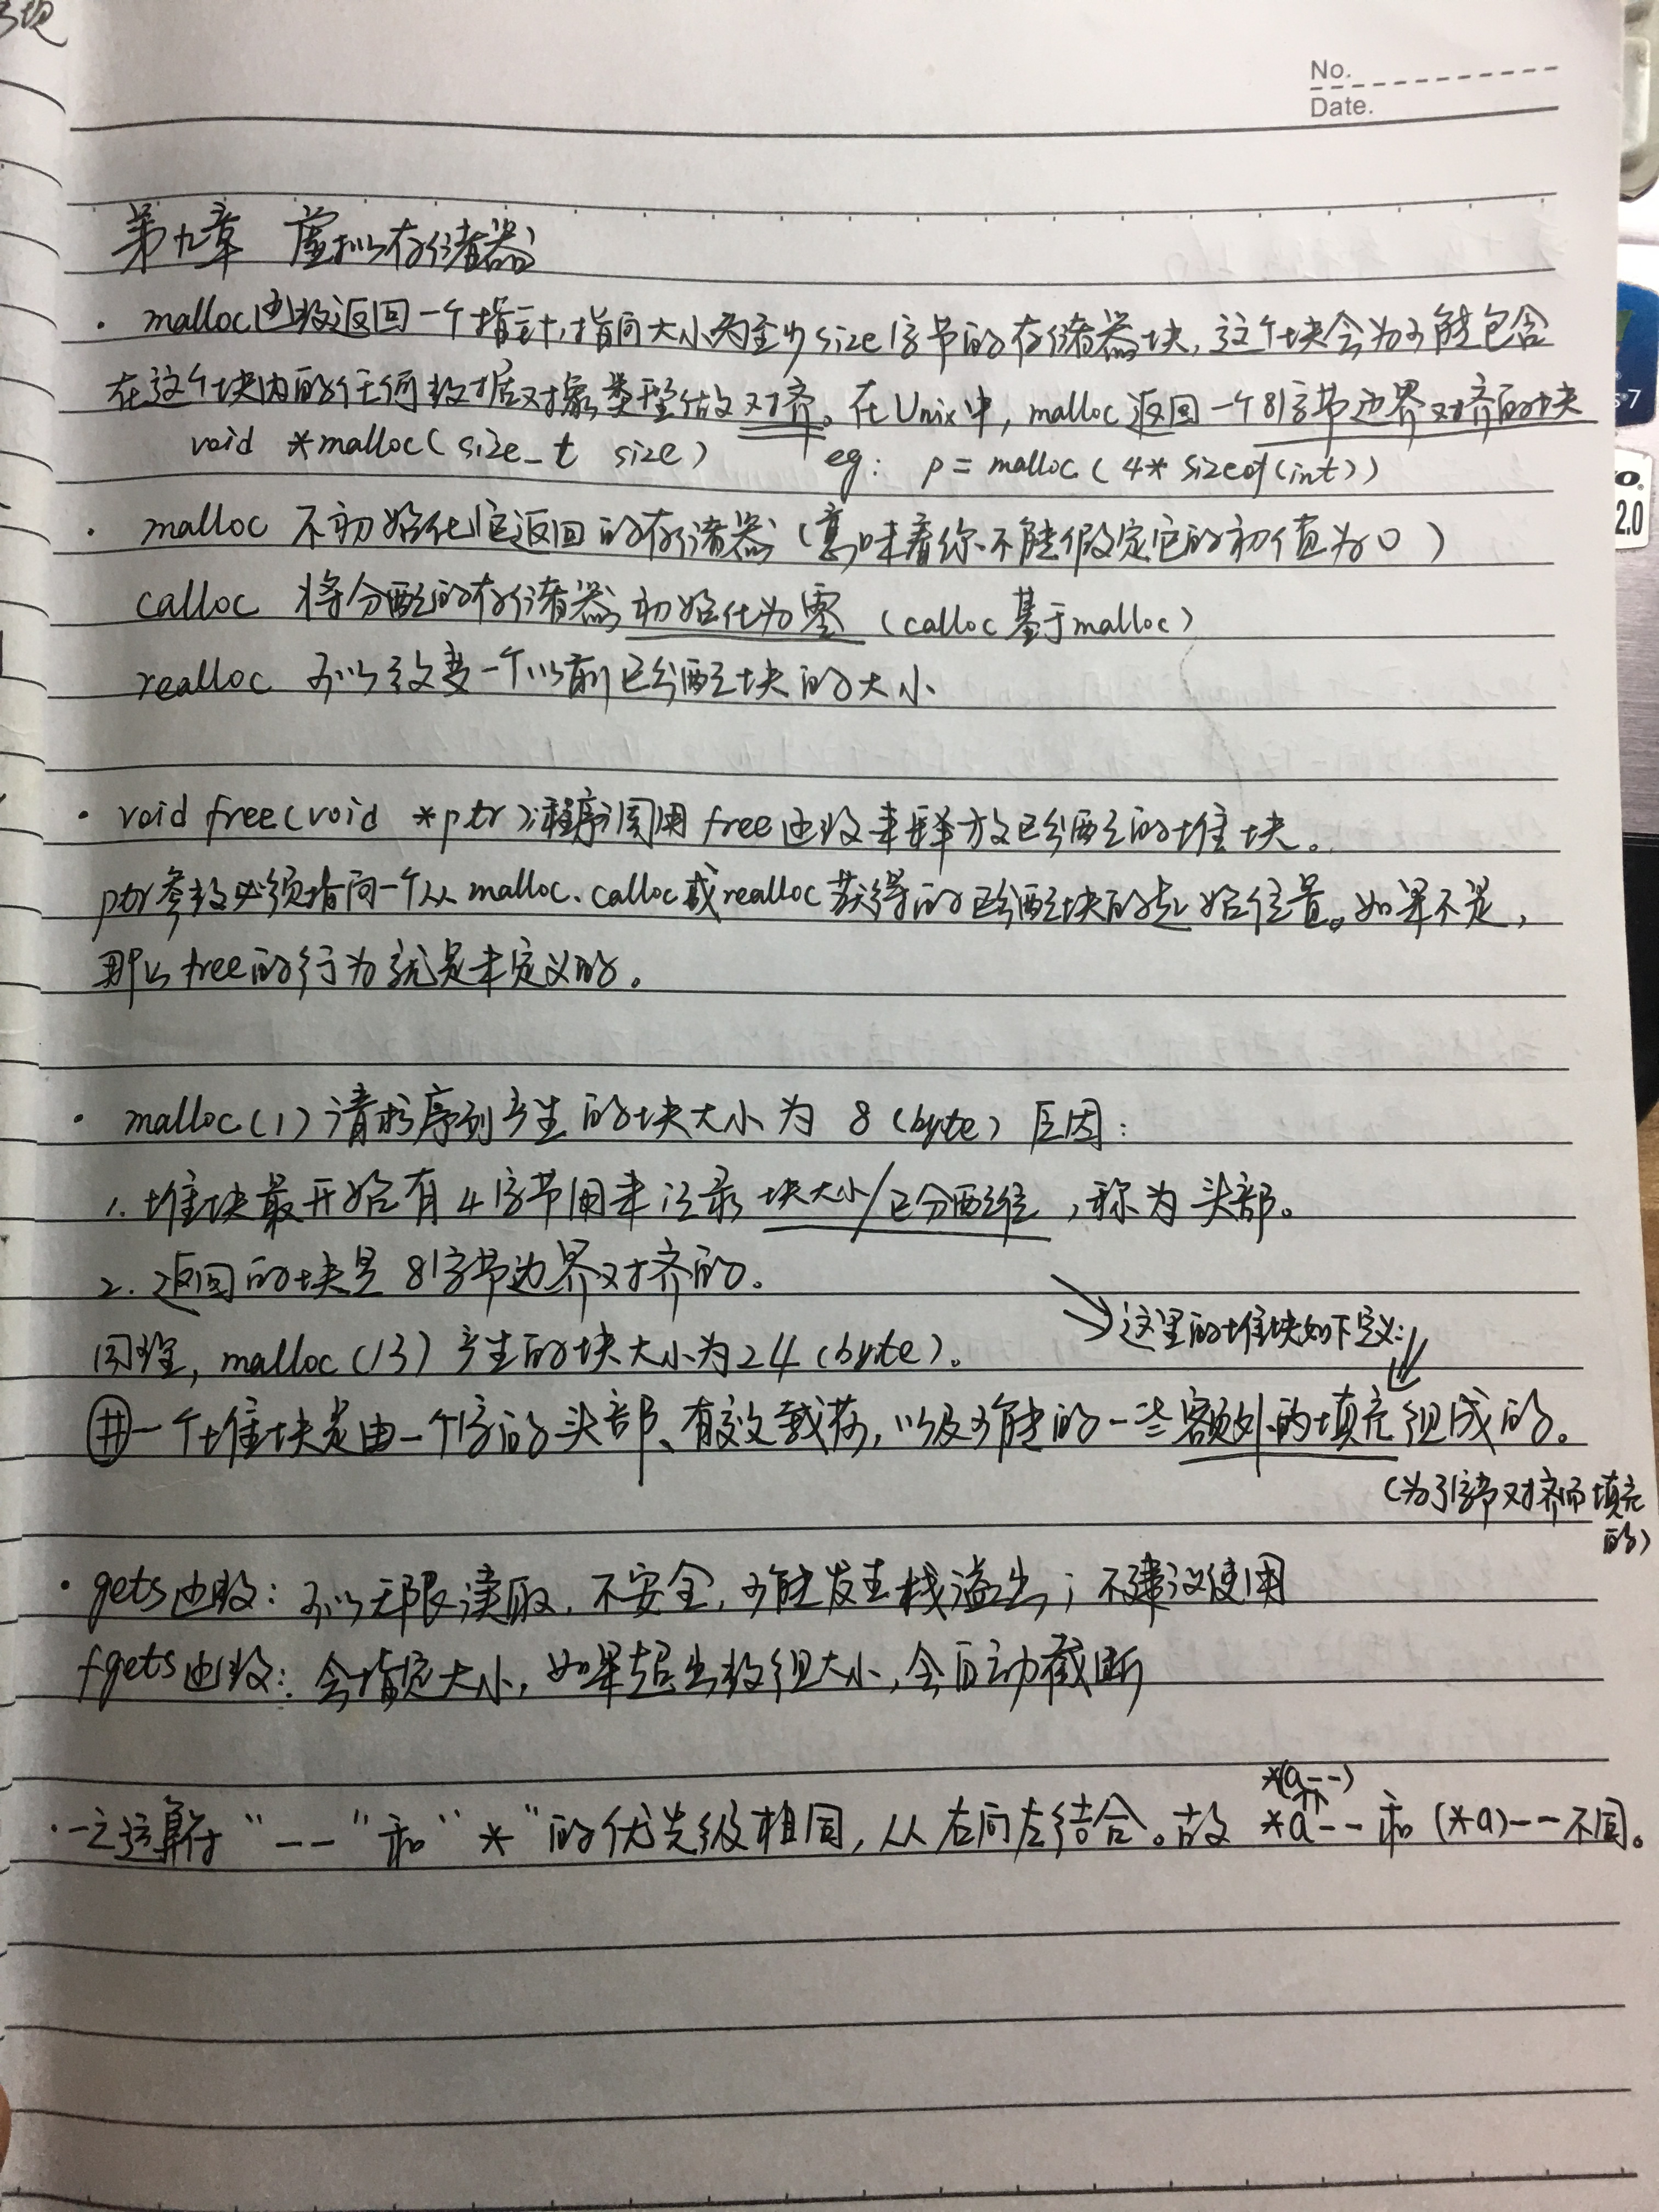 No.
Date.
第九章 虚拟存储器
· malloc函数返回一个指针,指向大小为至少size字节的存储器块,这个块会为可能包含
在这个块内的任何数据对象类型做对齐。在Unix中,malloc返回一个8字节边界对齐的块
void *malloc(size_t size) eg: p = malloc(4* sizeof(int))
· malloc 不初始化它返回的存储器(意味着你不能假定它的初值为0)
calloc 将分配的存储器初始化为零(calloc基于malloc)
realloc 可以改变一个以前已分配块的大小
· void free(void *ptr);程序调用free函数来释放已分配的堆块。
ptr参数必须指向一个从malloc、calloc或realloc获得的已分配块的起始位置。如果不是,
那么free的行为就是未定义的。
· malloc(1)请求序列产生的块大小为 8(byte)原因:
1. 堆块最开始有4字节用来记录 块大小/已分配位,称为头部。
2. 返回的块是 8字节边界对齐的。
→这里的堆块如下定义:
同理,malloc(13)产生的块大小为24(byte)。
井一个堆块是由一个字的头部、有效载荷,以及可能的一些额外的填充组成的。
(为了字节对齐而填充
的)
· gets函数:可以无限读取,不安全,可能发生栈溢出;不建议使用
fgets函数:会指定大小,如果超出数组大小,会自动截断
*(a--)
·一元运算符“--”和“*”的优先级相同,从右向左结合。故 *a-- 和 (*a)--不同。
7
2.0